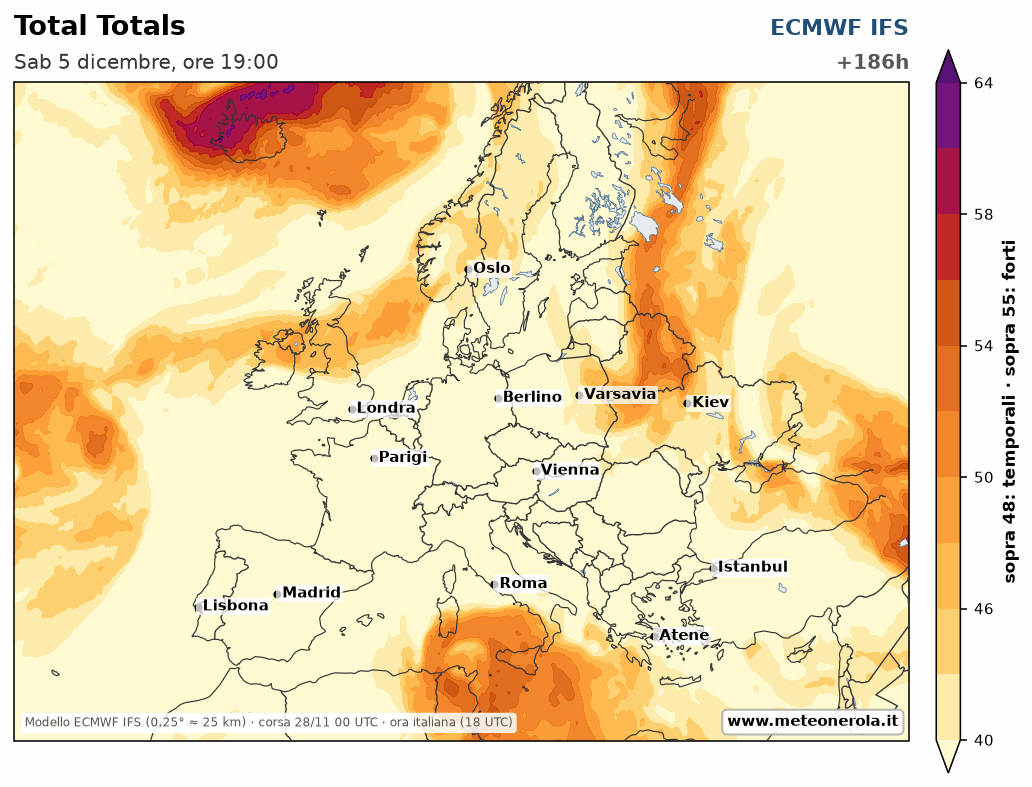 Total Totals
ECMWF IFS
Sab 5 dicembre, ore 19:00
+186h
64
58
54
50
46
40
sopra 48: temporali · sopra 55: forti
Oslo
Londra
Berlino
Varsavia
Kiev
Parigi
Vienna
Istanbul
Roma
Madrid
Lisbona
Atene
Modello ECMWF IFS (0,25° ≈ 25 km) · corsa 28/11 00 UTC · ora italiana (18 UTC)
www.meteonerola.it